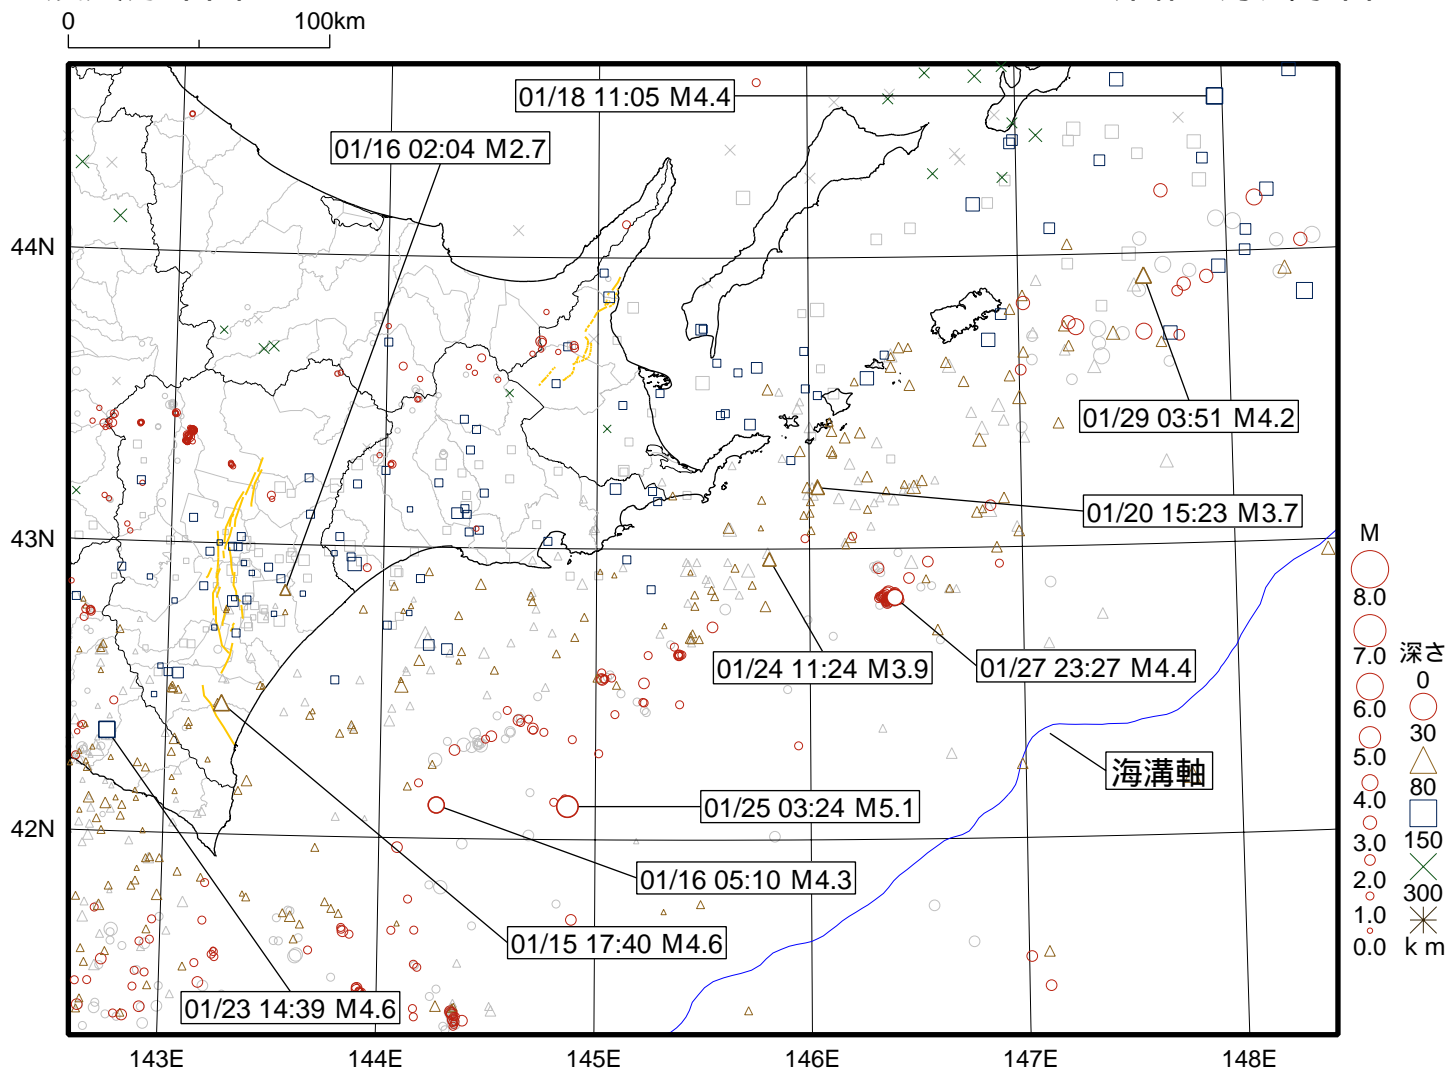 0 100km
01/18 11:05 M4.4
01/16 02:04 M2.7
44N
01/29 03:51 M4.2
01/20 15:23 M3.7
43N
01/24 11:24 M3.9
01/27 23:27 M4.4
海溝軸
01/25 03:24 M5.1
42N
01/16 05:10 M4.3
01/15 17:40 M4.6
01/23 14:39 M4.6
143E 144E 145E 146E 147E 148E
M
8.0
7.0
6.0
5.0
4.0
3.0
2.0
1.0
0.0
深さ
0
30
80
150
300
km